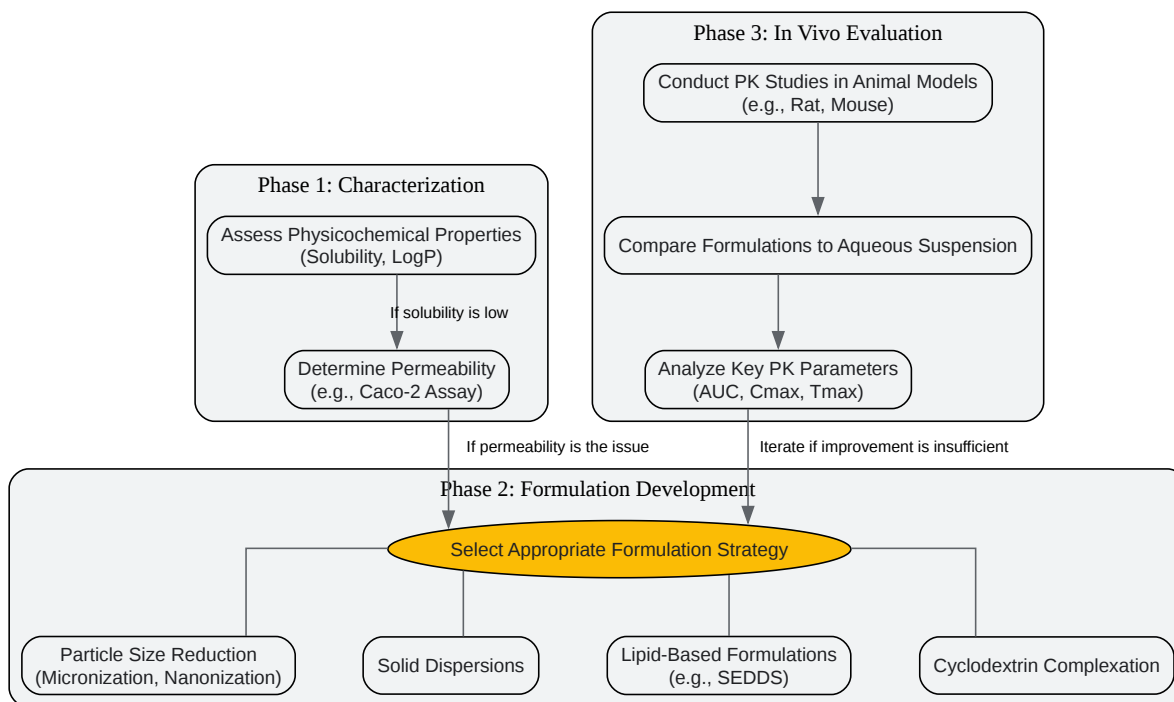 Phase 3: In Vivo Evaluation
Conduct PK Studies in Animal Models
(e.g., Rat, Mouse)
Compare Formulations to Aqueous Suspension
Analyze Key PK Parameters
(AUC, Cmax, Tmax)
Iterate if improvement is insufficient
Phase 1: Characterization
Assess Physicochemical Properties
(Solubility, LogP)
If solubility is low
Determine Permeability
(e.g., Caco-2 Assay)
If permeability is the issue
Phase 2: Formulation Development
Select Appropriate Formulation Strategy
Particle Size Reduction
(Micronization, Nanonization)
Solid Dispersions
Lipid-Based Formulations
(e.g., SEDDS)
Cyclodextrin Complexation